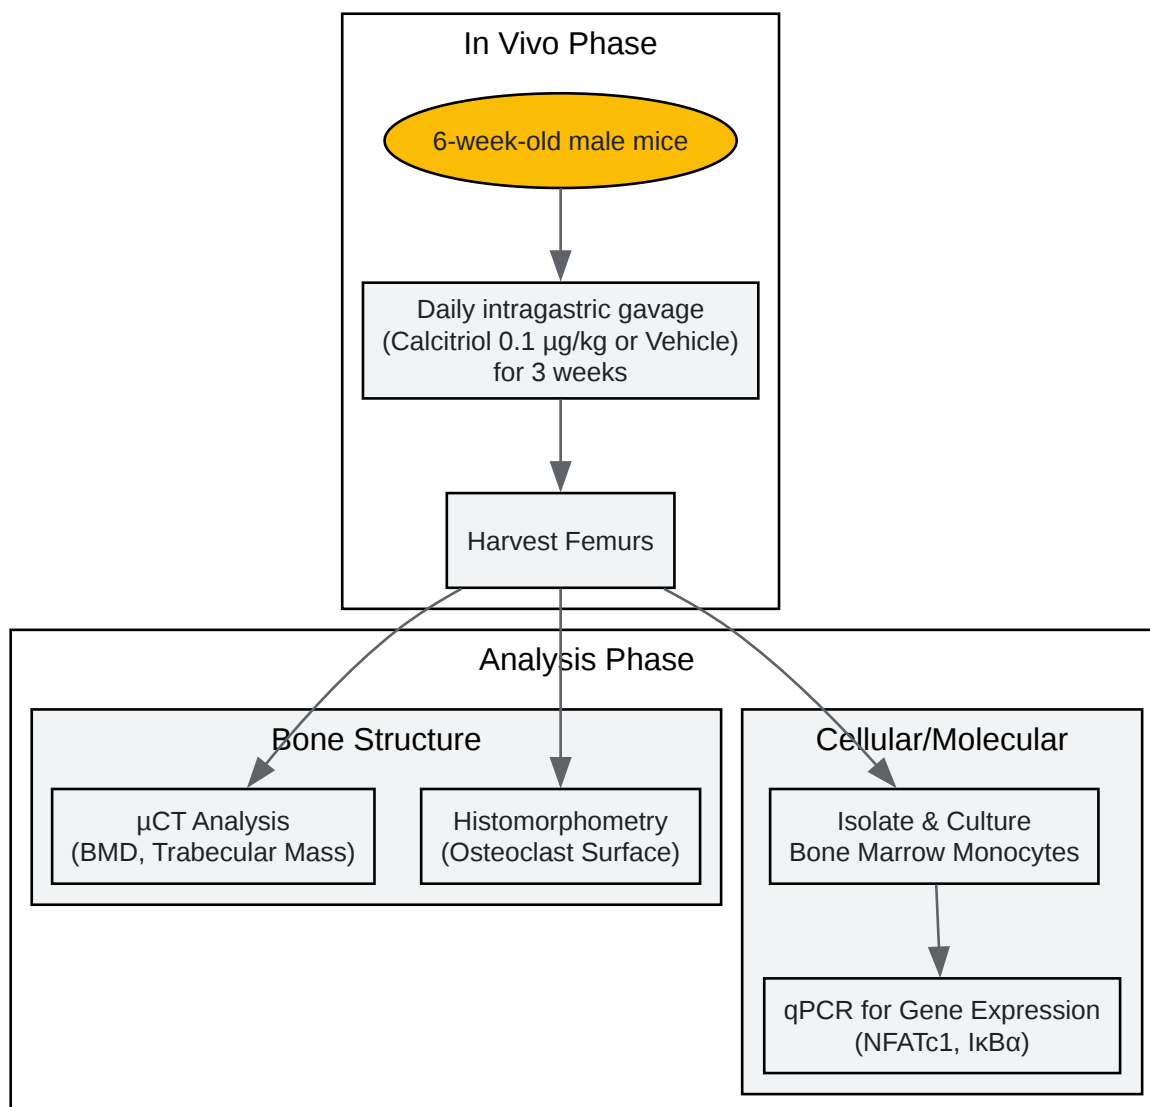 In Vivo Phase
6-week-old male mice
Daily intragastric gavage
(Calcitriol 0.1 µg/kg or Vehicle)
for 3 weeks
Harvest Femurs
Analysis Phase
Bone Structure
µCT Analysis
(BMD, Trabecular Mass)
Histomorphometry
(Osteoclast Surface)
Cellular/Molecular
Isolate & Culture
Bone Marrow Monocytes
qPCR for Gene Expression
(NFATc1, IκBα)